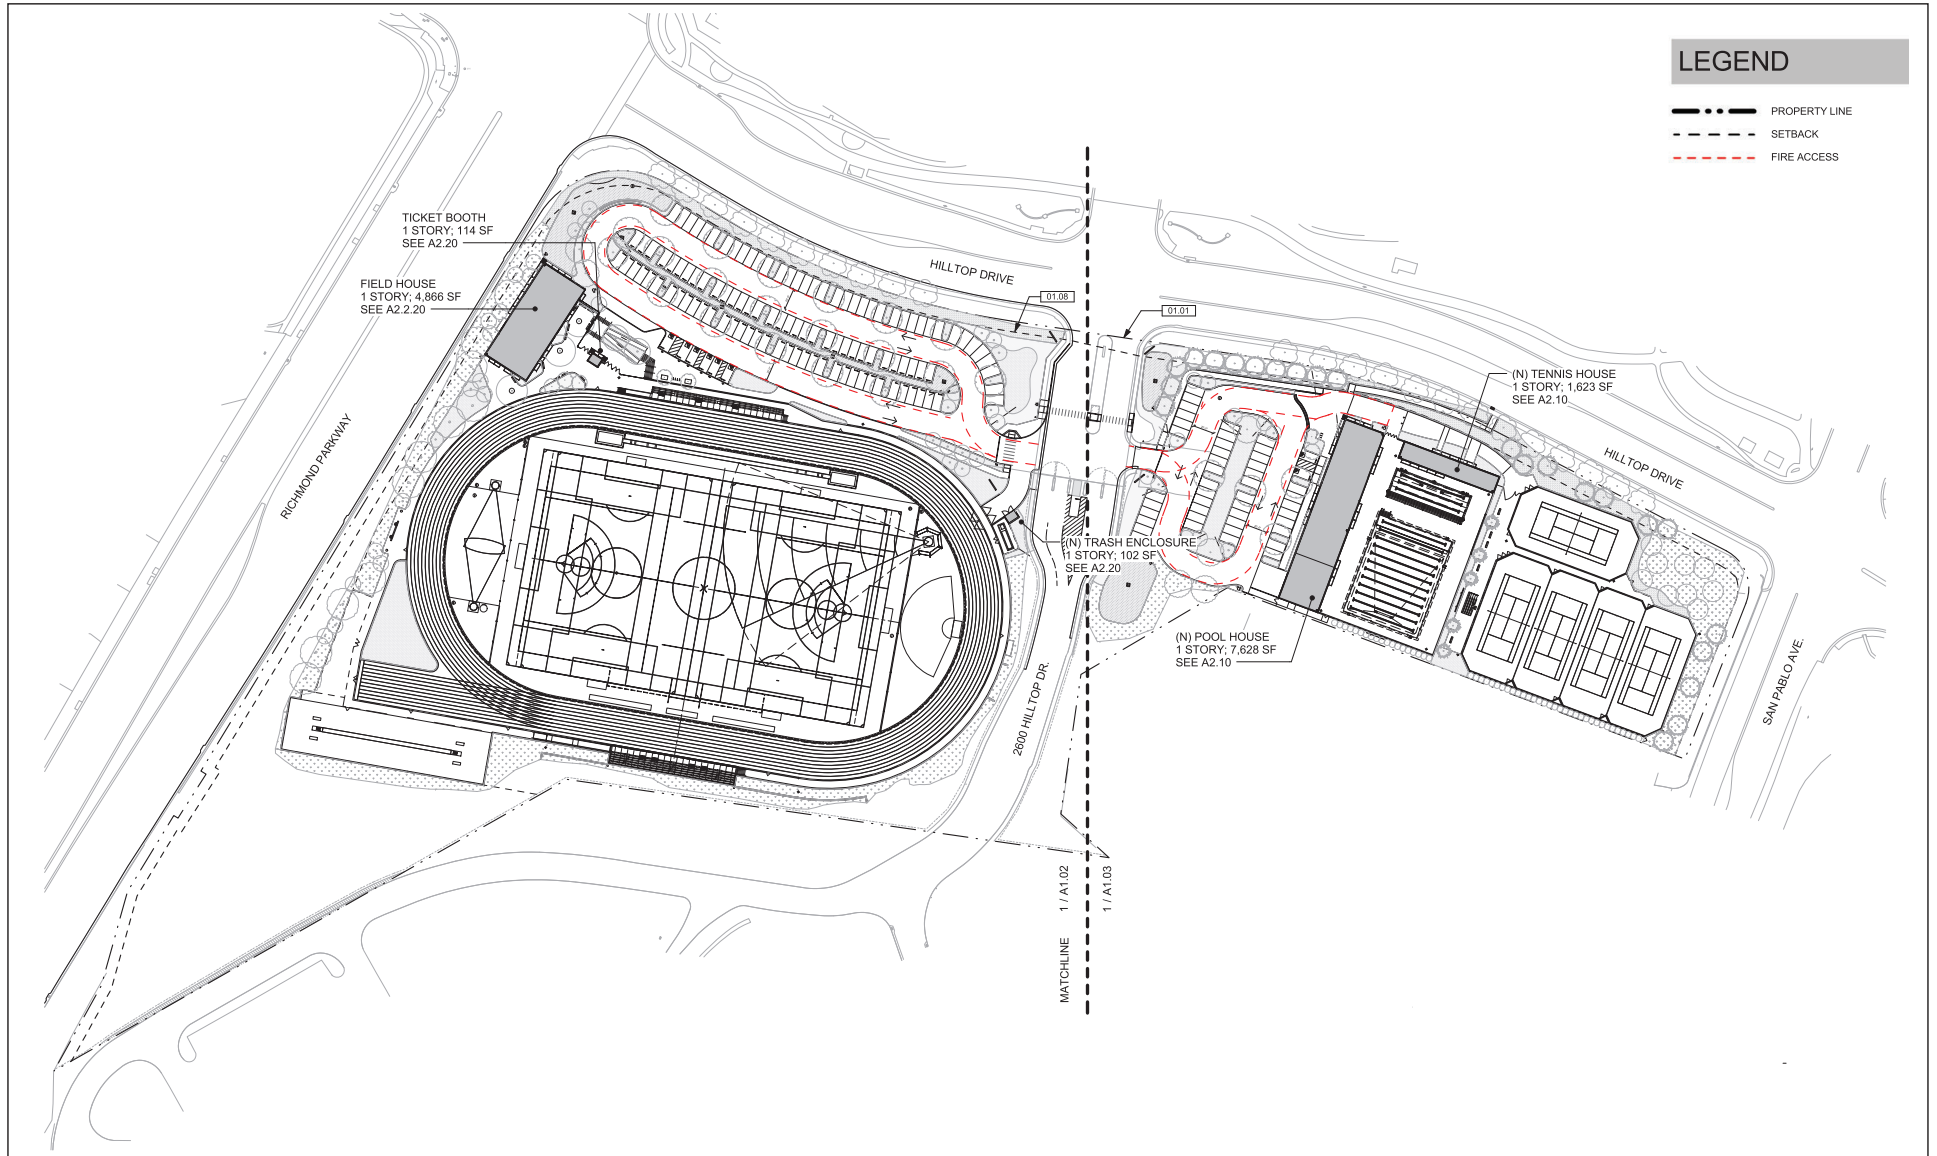 LEGEND
PROPERTY LINE
SETBACK
FIRE ACCESS
TICKET BOOTH
1 STORY; 114 SF
SEE A2.20
FIELD HOUSE
1 STORY; 4,866 SF
SEE A2.2.20
HILLTOP DRIVE
01.08
01.01
(N) TENNIS HOUSE
1 STORY; 1,623 SF
SEE A2.10
HILLTOP DRIVE
RICHMOND PARKWAY
(N) TRASH ENCLOSURE
1 STORY; 102 SF
SEE A2.20
(N) POOL HOUSE
1 STORY; 7,628 SF
SEE A2.10
2600 HILLTOP DR.
SAN PABLO AVE.
MATCHLINE 1 / A1.02
1 / A1.03